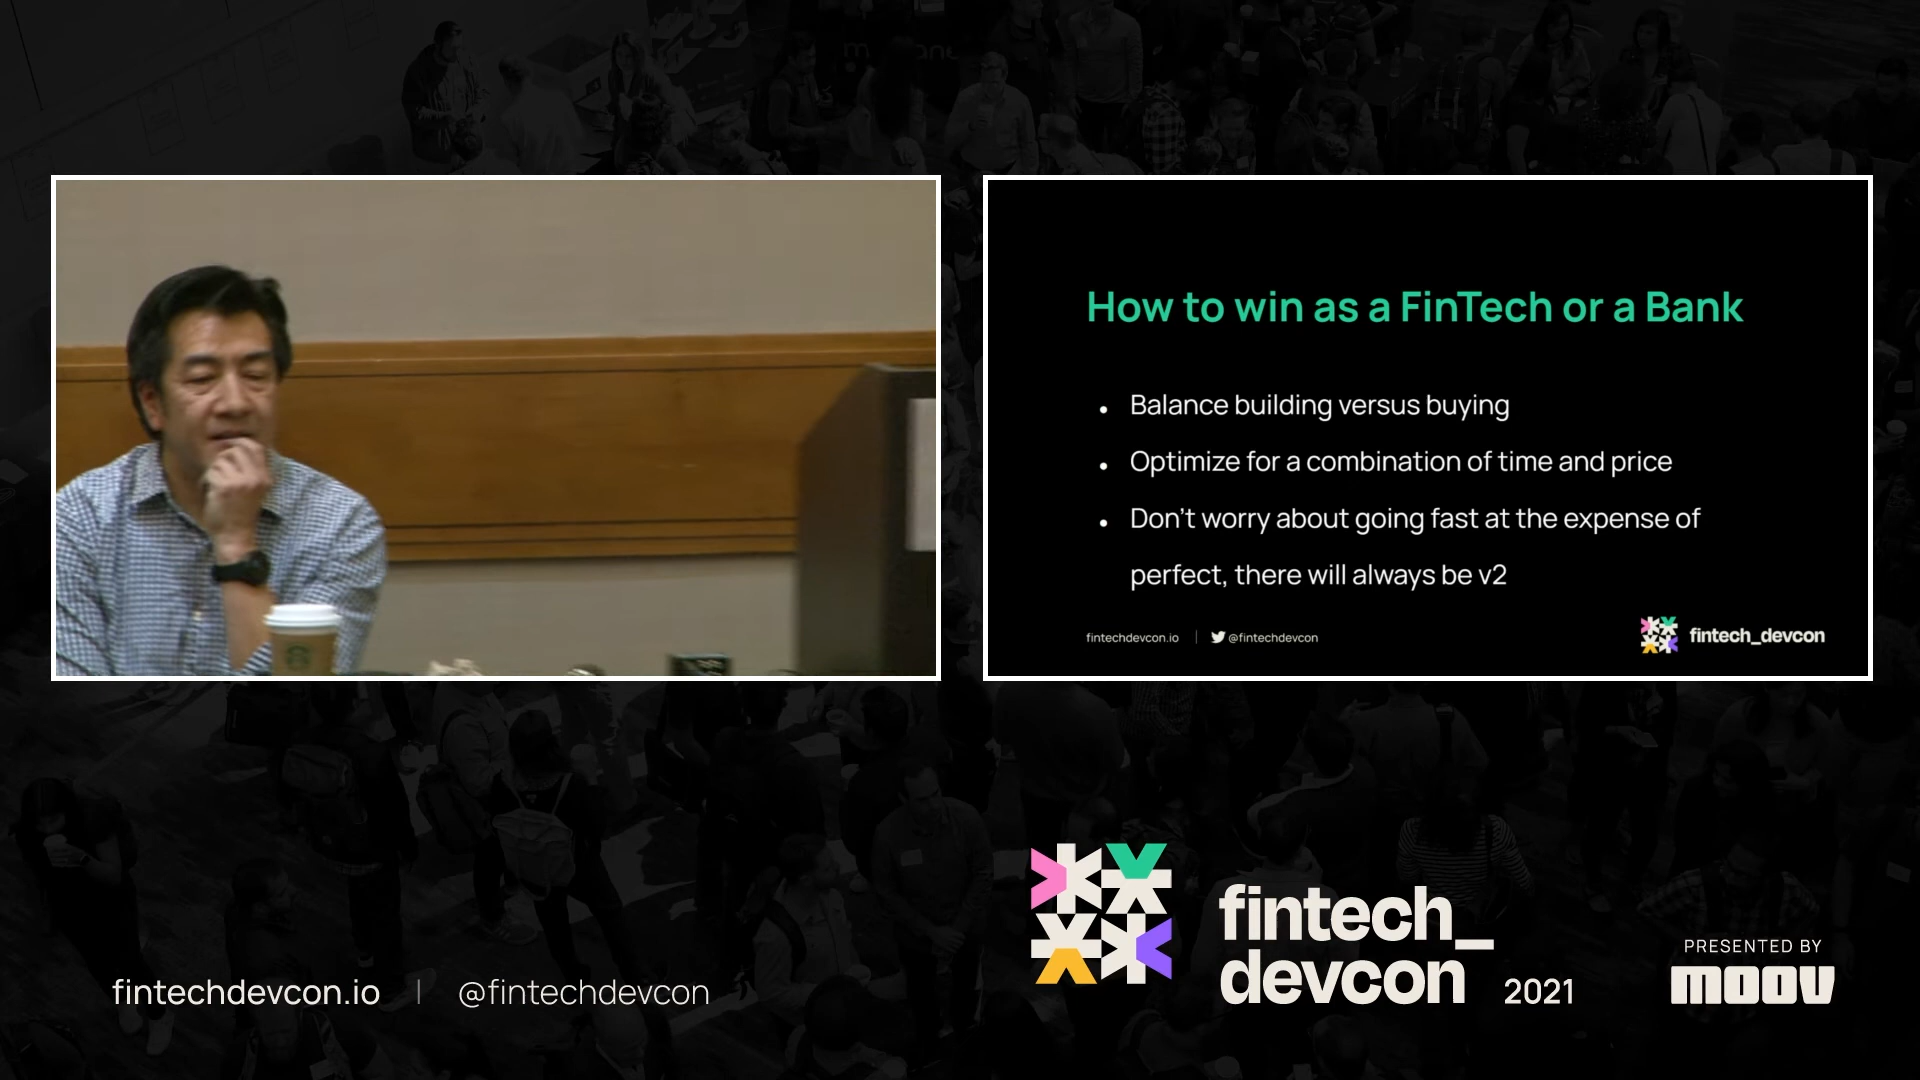 How to win as a FinTech or a Bank
• Balance building versus buying
• Optimize for a combination of time and price
• Don't worry about going fast at the expense of
perfect, there will always be v2
fintechdevcon.io | @fintechdevcon
fintech_devcon
fintechdevcon.io | @fintechdevcon
fintech_
devcon 2021
PRESENTED BY
moov